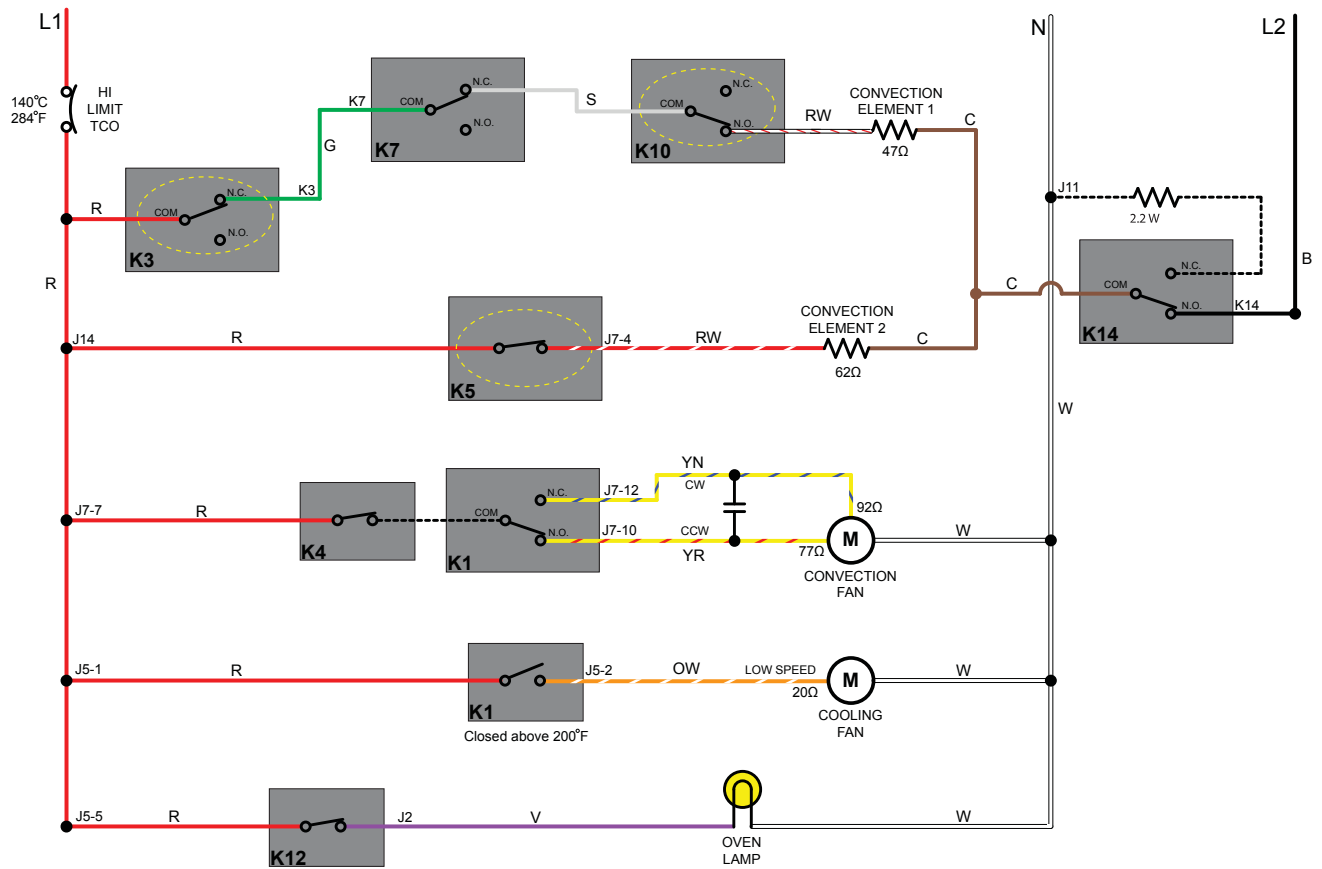 L1
N
L2
140°C
284°F
HI
LIMIT
TCO
K7
COM
N.C.
N.O.
K7
S
COM
N.C.
N.O.
K10
RW
CONVECTION
ELEMENT 1
47Ω
C
G
R
COM
N.C.
N.O.
K3
K3
J11
2.2 W
COM
N.C.
N.O.
K14
K14
B
C
R
J14
R
K5
J7-4
RW
CONVECTION
ELEMENT 2
62Ω
C
W
J7-7
R
K4
COM
N.C.
N.O.
K1
J7-12
J7-10
YN
CW
CCW
YR
92Ω
77Ω
M
CONVECTION
FAN
W
J5-1
R
K1
Closed above 200°F
J5-2
OW
LOW SPEED
20Ω
M
COOLING
FAN
W
J5-5
R
K12
J2
V
OVEN
LAMP
W